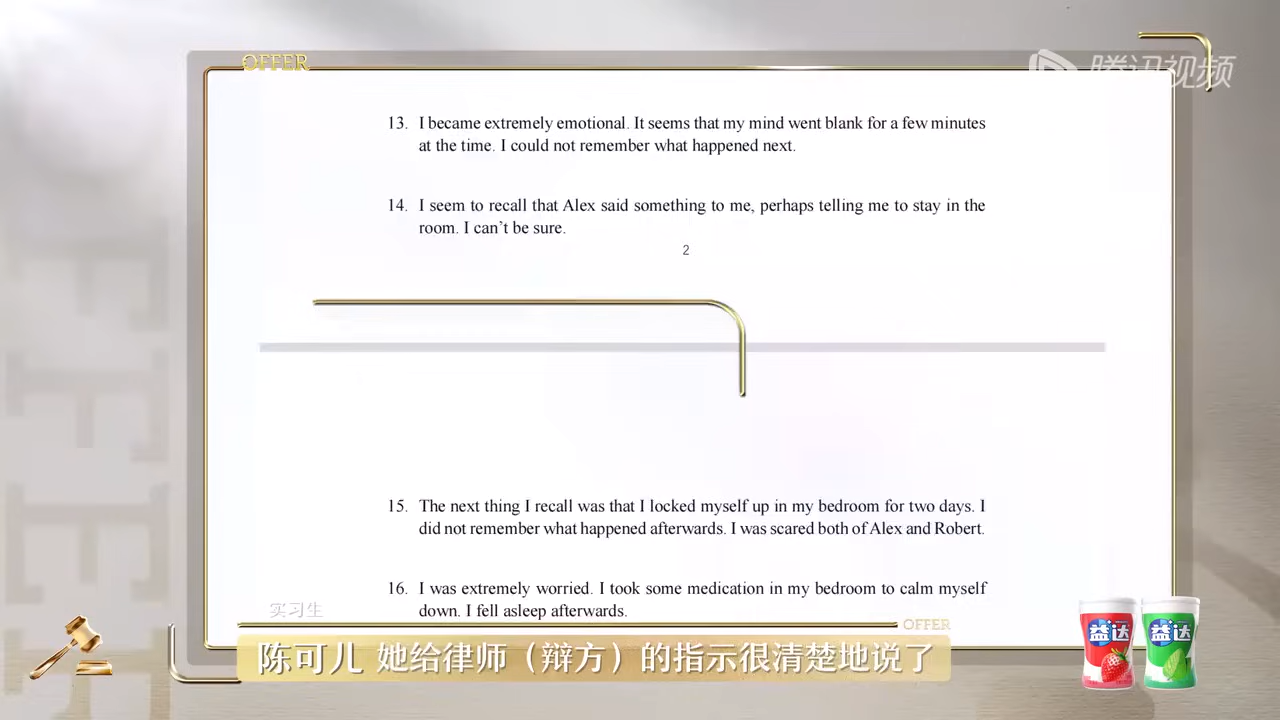 OFFER
腾讯视频
13. I became extremely emotional. It seems that my mind went blank for a few minutes
at the time. I could not remember what happened next.
14. I seem to recall that Alex said something to me, perhaps telling me to stay in the
room. I can't be sure.
2
15. The next thing I recall was that I locked myself up in my bedroom for two days. I
did not remember what happened afterwards. I was scared both of Alex and Robert.
16. I was extremely worried. I took some medication in my bedroom to calm myself
down. I fell asleep afterwards.
实习生
OFFER
陈可儿 她给律师（辩方）的指示很清楚地说了
益达
益达